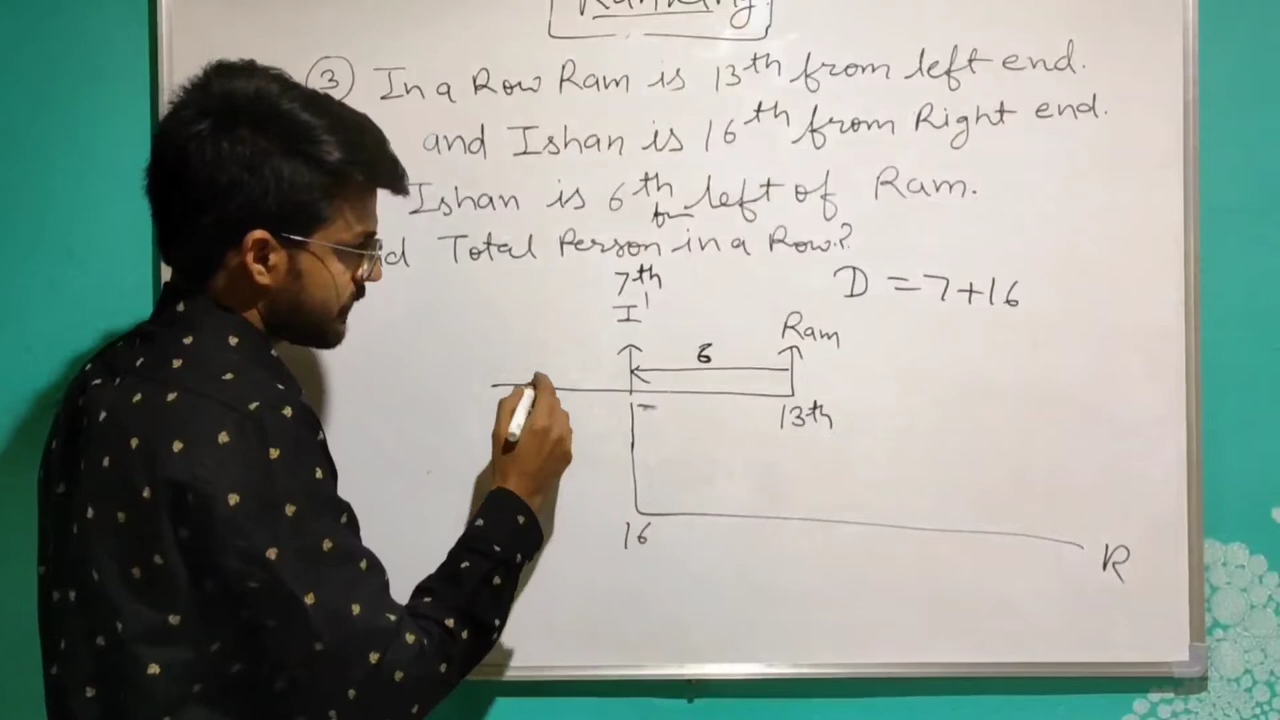 Ranking
③ In a Row Ram is 13th from left end.
and Ishan is 16th from Right end.
Ishan is 6th left of Ram.
Total Person in a Row?
7th
I
D = 7+16
Ram
6
13th
16
R